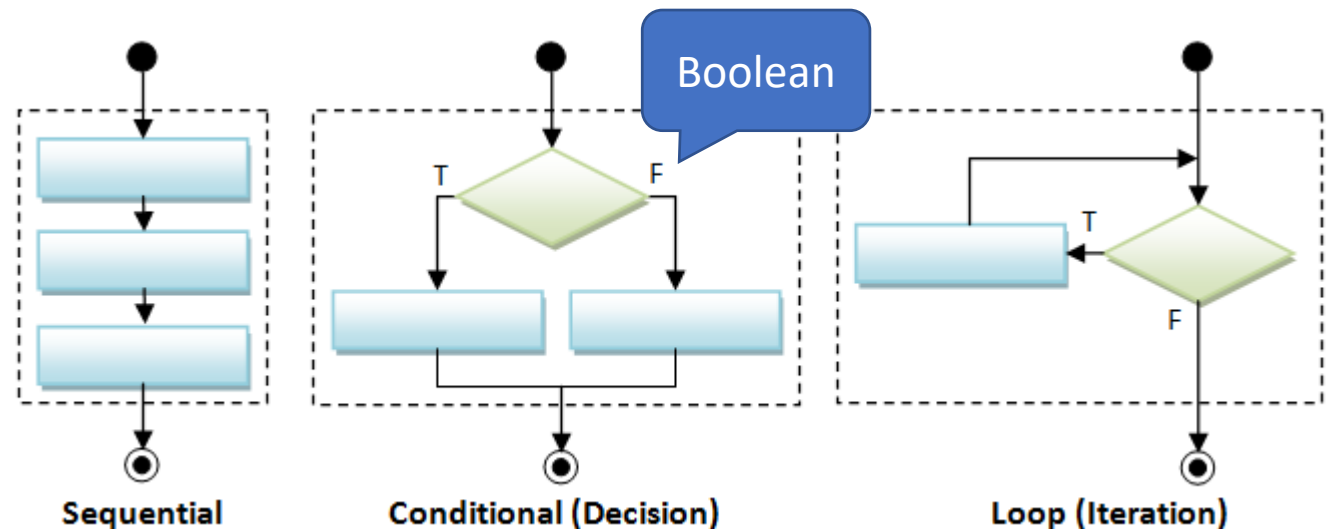 Boolean
T
F
T
F
Sequential
Conditional (Decision)
Loop (Iteration)